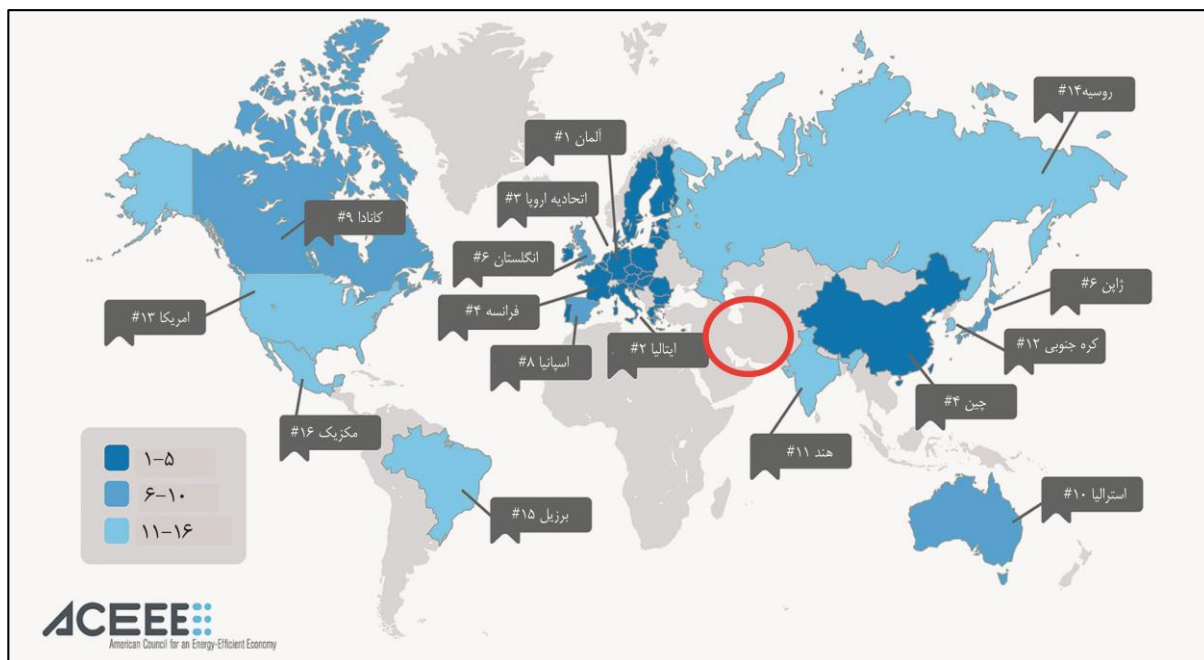 روسیه۱۴#
آلمان ۱#
اتحادیه اروپا ۳#
کانادا ۹#
انگلستان ۶#
ژاپن ۶#
فرانسه ۴#
امریکا ۱۳#
کره جنوبی ۱۲#
ایتالیا ۲#
اسپانیا ۸#
چین ۴#
مکزیک ۱۶#
هند ۱۱#
۱-۵
۶-۱۰
۱۱-۱۶
استرالیا ۱۰#
برزیل ۱۵#
ACEEE
American Council for an Energy-Efficient Economy